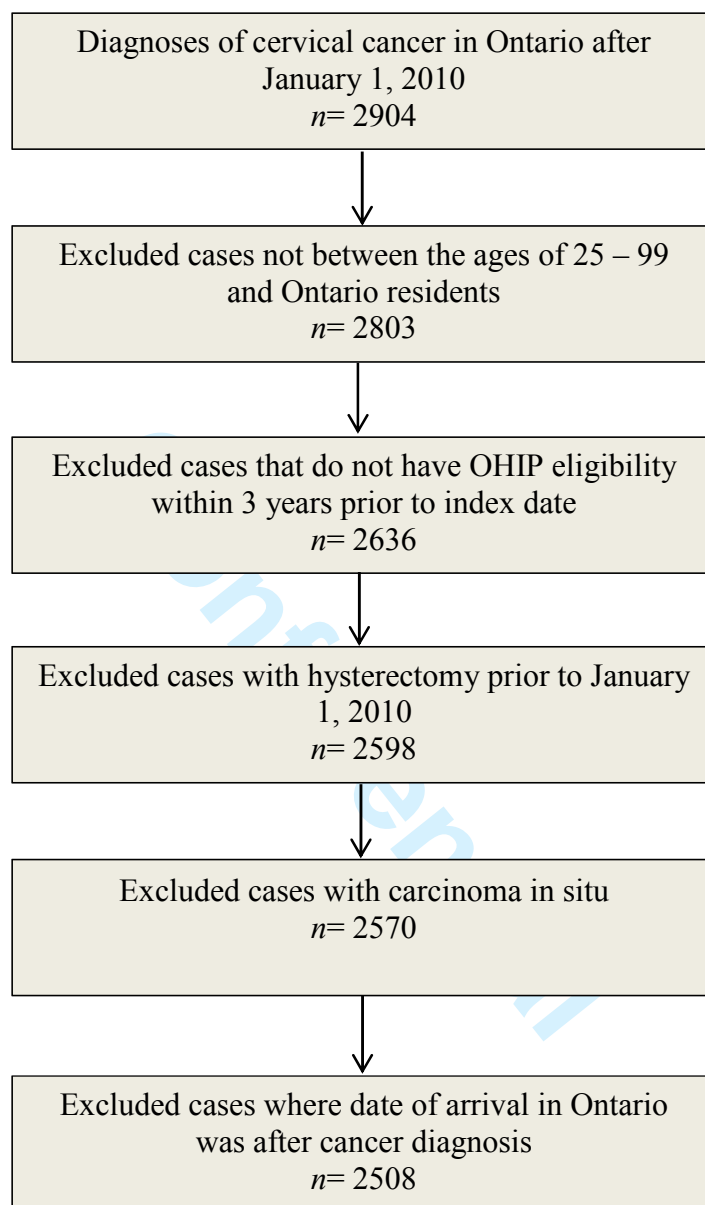 Diagnoses of cervical cancer in Ontario after
January 1, 2010
n= 2904
Excluded cases not between the ages of 25 – 99
and Ontario residents
n= 2803
Excluded cases that do not have OHIP eligibility
within 3 years prior to index date
n= 2636
Excluded cases with hysterectomy prior to January
1, 2010
n= 2598
Excluded cases with carcinoma in situ
n= 2570
Excluded cases where date of arrival in Ontario
was after cancer diagnosis
n= 2508